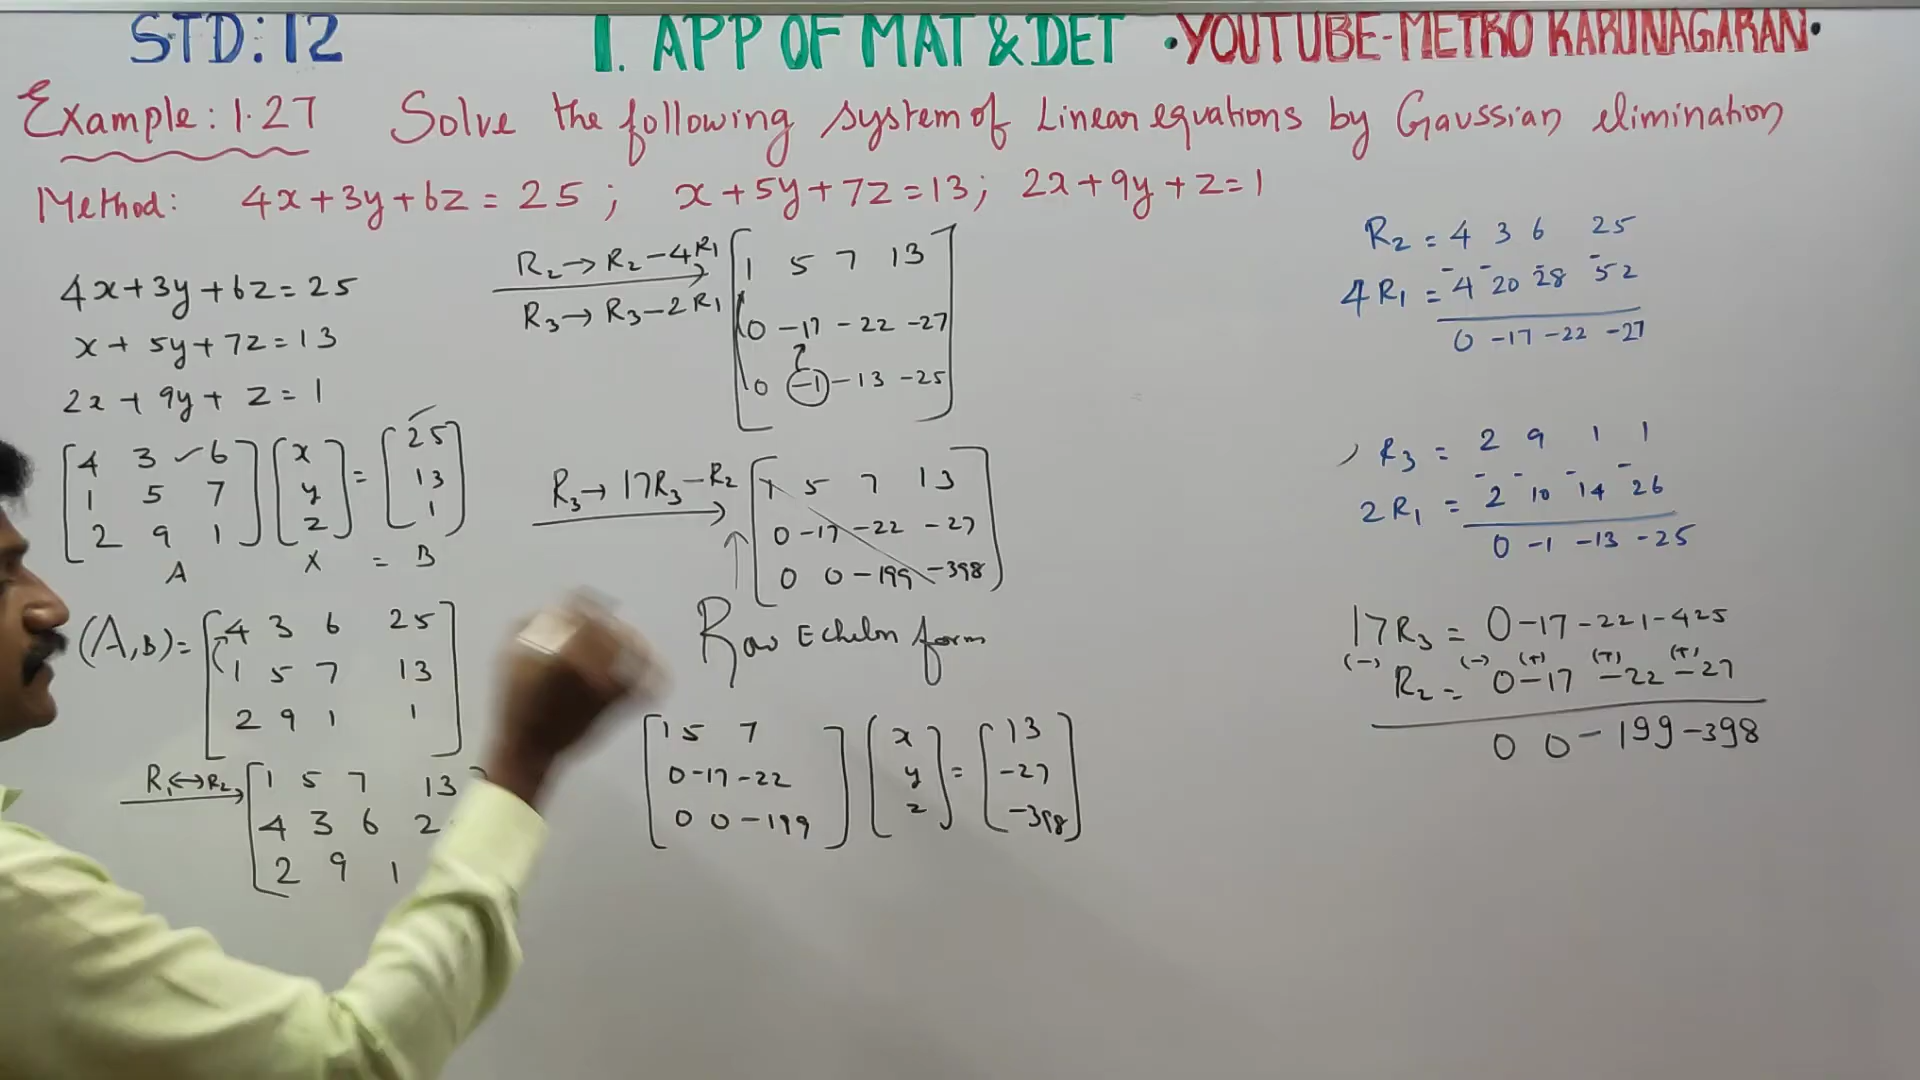 STD: 12 1. APP OF MAT & DET • YOUTUBE-METRO KARUNAGARAN •
Example: 1.27 Solve the following system of Linear equations by Gaussian elimination
Method: 4x+3y+6z = 25 ; x+5y+7z=13; 2x+9y+z=1
4x+3y+6z=25
x+5y+7z=13
2x+9y+z=1
[4 3 6] [x] = [25]
[1 5 7] [y] [13]
[2 9 1] [z] [1]
A X = B
(A,B) = [4 3 6 25]
[1 5 7 13]
[2 9 1 1]
R1↔R2 [1 5 7 13
[4 3 6 2
[2 9 1
R2→R2-4R1 [1 5 7 13]
R3→R3-2R1 [0 -17 -22 -27]
[0 -1 -13 -25]
R3→17R3-R2 [1 5 7 13]
[0 -17 -22 -27]
[0 0 -199 -398]
Row Echelon form
[1 5 7] [x] = [13]
[0 -17 -22] [y] [-27]
[0 0 -199] [z] [-398]
R2 = 4 3 6 25
4R1 = -4 -20 -28 -52
0 -17 -22 -27
R3 = 2 9 1 1
2R1 = -2 -10 -14 -26
0 -1 -13 -25
17R3 = 0 -17 -221 -425
(-) (-) (+) (+) (+)
R2 = 0 -17 -22 -27
0 0 -199 -398